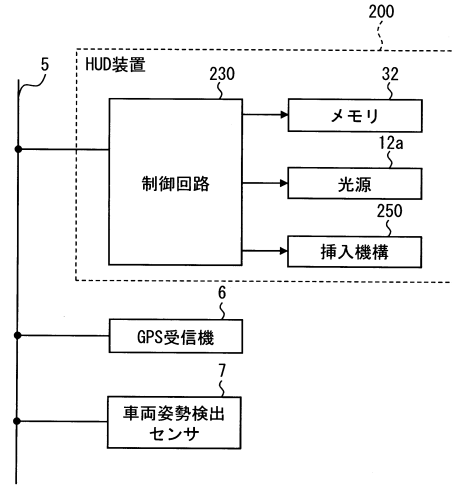 200
5
HUD装置
230
32
制御回路
メモリ
12a
光源
250
挿入機構
6
GPS受信機
7
車両姿勢検出
センサ